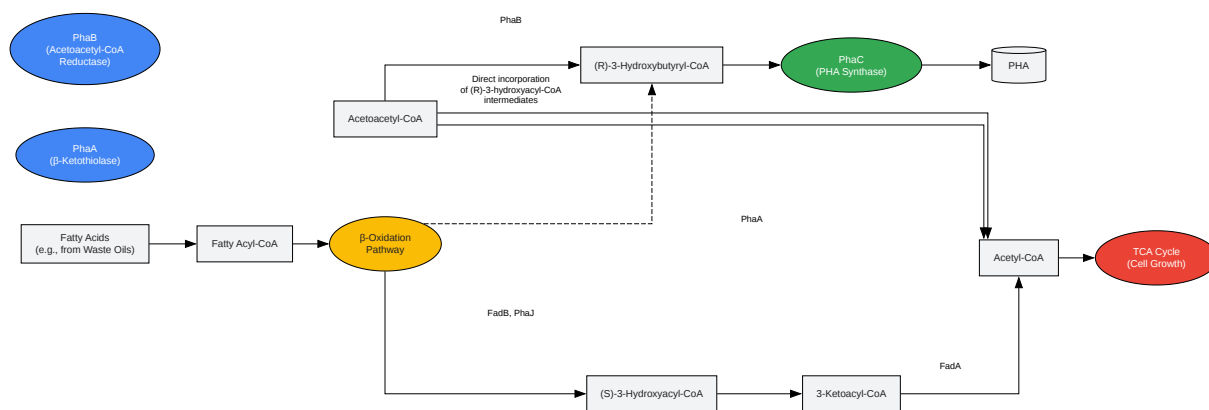 PhaB
PhaB
(Acetoacetyl-CoA
Reductase)
(R)-3-Hydroxybutyryl-CoA
PhaC
(PHA Synthase)
PHA
Direct incorporation
of (R)-3-hydroxyacyl-CoA
intermediates
Acetoacetyl-CoA
PhaA
(β-Ketothiolase)
PhaA
Fatty Acids
(e.g., from Waste Oils)
Fatty Acyl-CoA
β-Oxidation
Pathway
Acetyl-CoA
TCA Cycle
(Cell Growth)
FadB, PhaJ
FadA
(S)-3-Hydroxyacyl-CoA
3-Ketoacyl-CoA